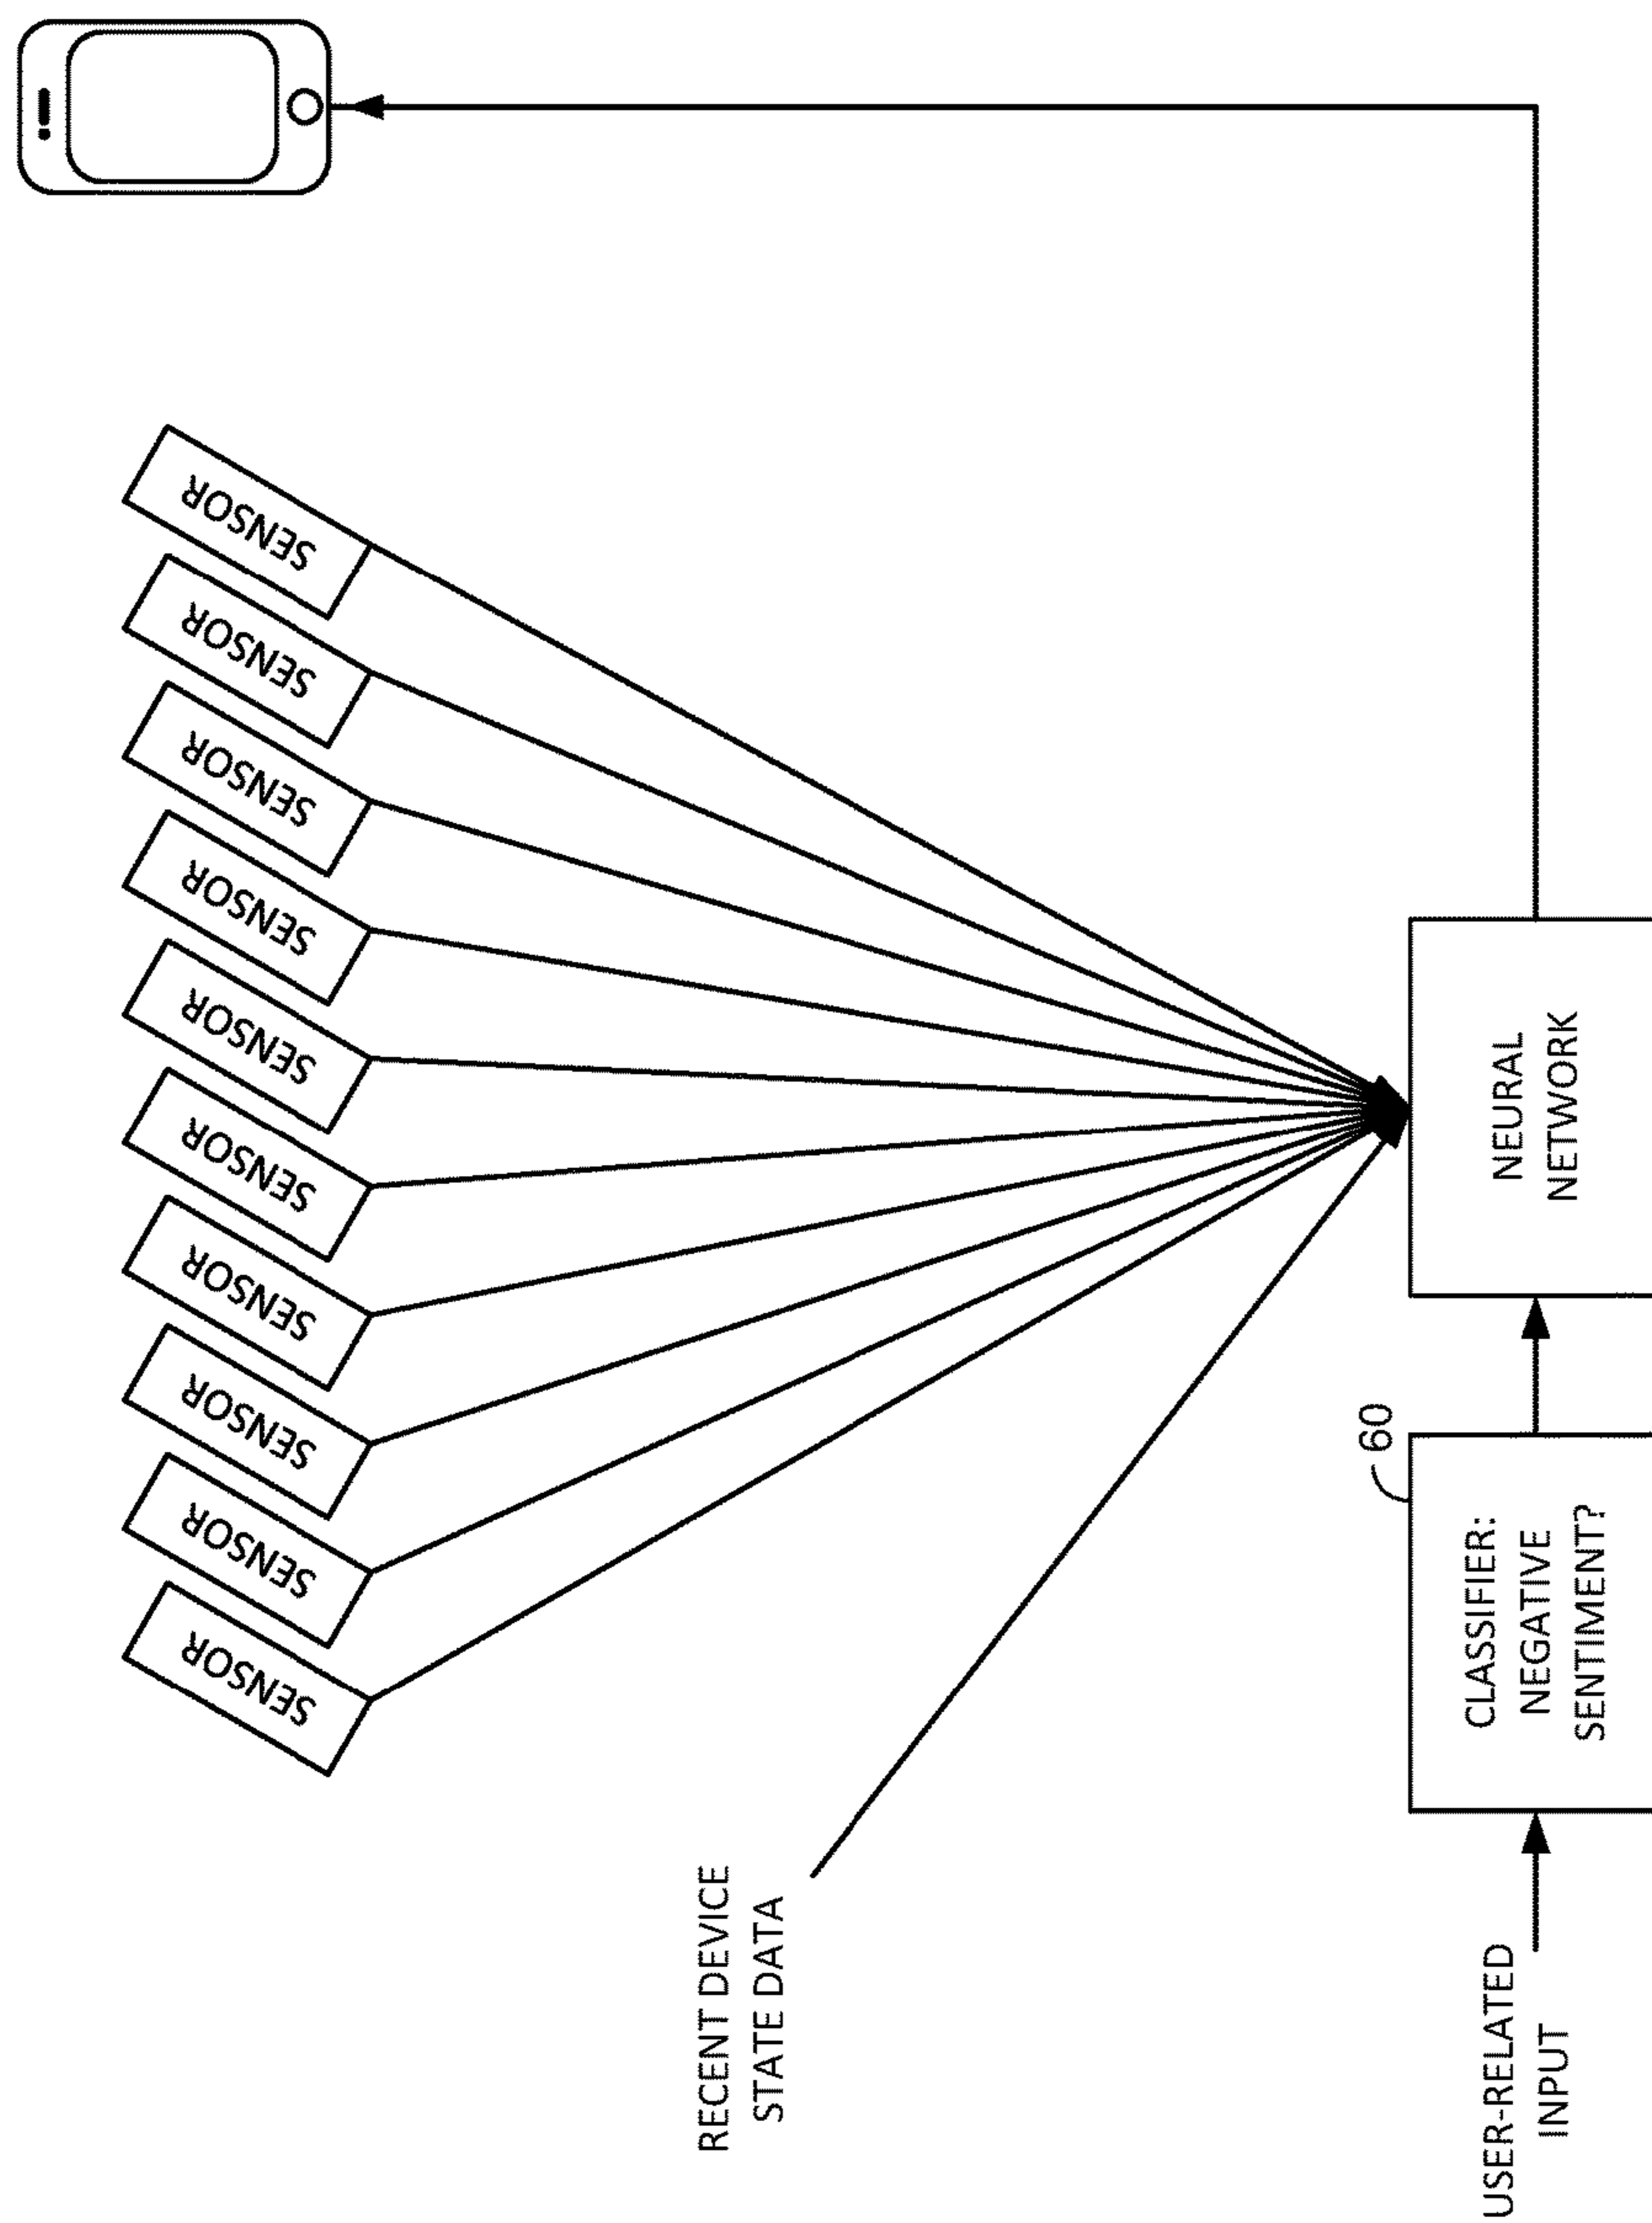 SENSOR
SENSOR
SENSOR
SENSOR
SENSOR
SENSOR
SENSOR
SENSOR
SENSOR
SENSOR
RECENT DEVICE
STATE DATA
USER-RELATED
INPUT
60
CLASSIFIER:
NEGATIVE
SENTIMENT?
NEURAL
NETWORK